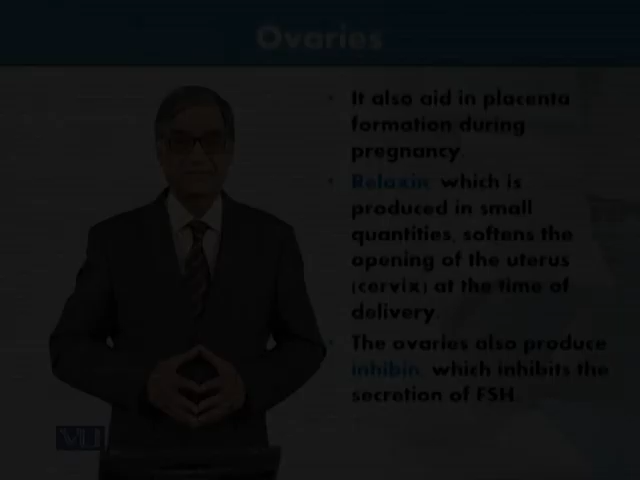 Ovaries
• It also aid in placenta
formation during
pregnancy.
• Relaxin, which is
produced in small
quantities, softens the
opening of the uterus
(cervix) at the time of
delivery.
• The ovaries also produce
inhibin, which inhibits the
secretion of FSH.
VU